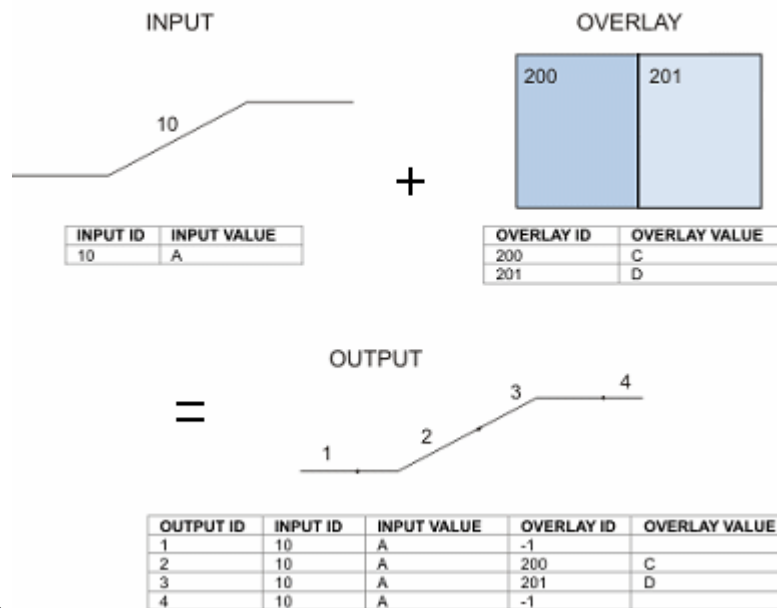 INPUT
OVERLAY
10
200 201
+
INPUT ID INPUT VALUE
10 A
OVERLAY ID OVERLAY VALUE
200 C
201 D
OUTPUT
=
1 2 3 4
OUTPUT ID INPUT ID INPUT VALUE OVERLAY ID OVERLAY VALUE
1 10 A -1
2 10 A 200 C
3 10 A 201 D
4 10 A -1